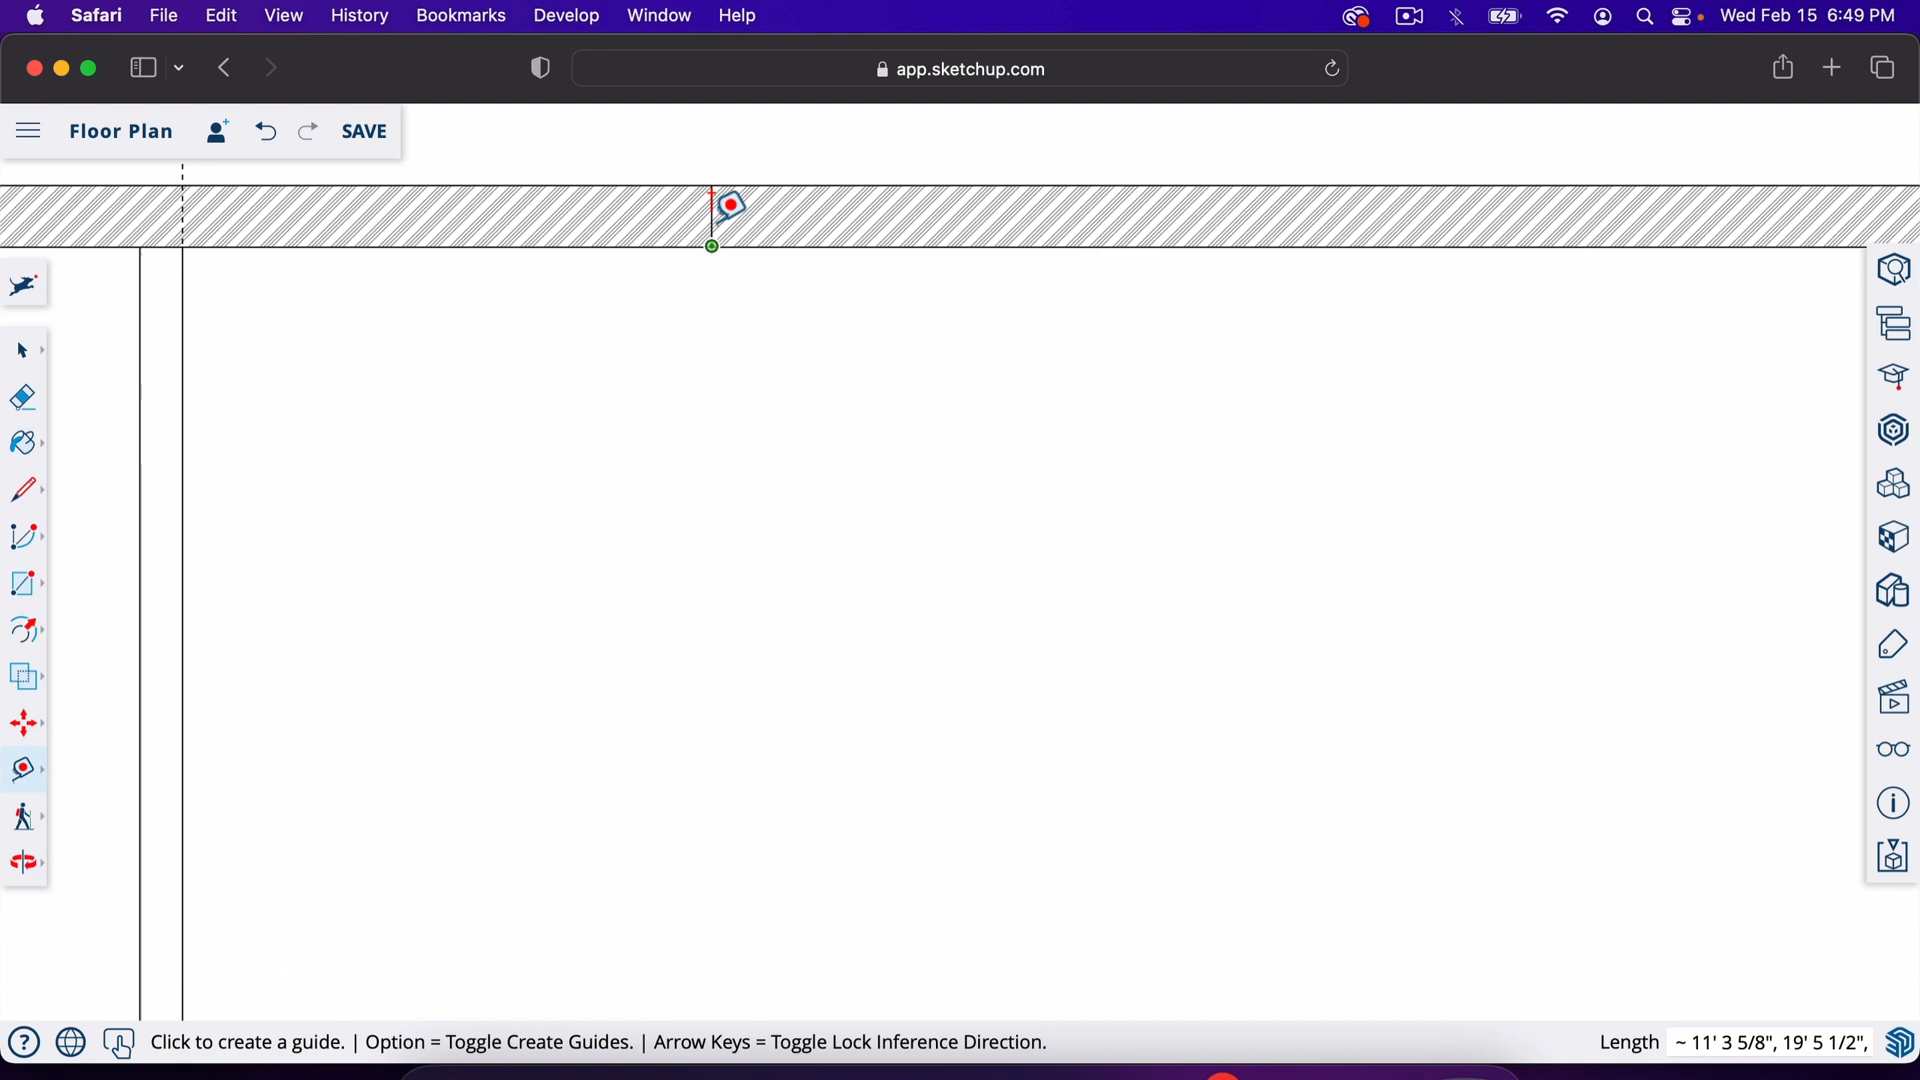 Safari File Edit View History Bookmarks Develop Window Help Wed Feb 15 6:49 PM
app.sketchup.com
Floor Plan SAVE
Click to create a guide. | Option = Toggle Create Guides. | Arrow Keys = Toggle Lock Inference Direction. Length ~ 11' 3 5/8", 19' 5 1/2",